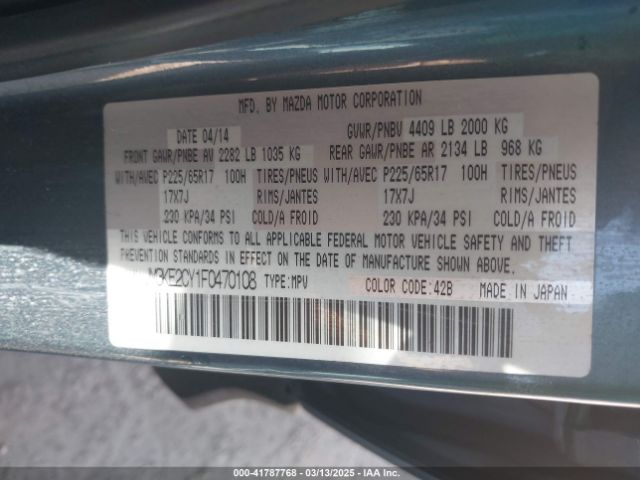 MFD. BY MAZDA MOTOR CORPORATION
DATE 04/14 GVWR/PNBV 4409 LB 2000 KG
FRONT GAWR/PNBE AV 2282 LB 1035 KG REAR GAWR/PNBE AR 2134 LB 968 KG
WITH/AVEC P225/65R17 100H TIRES/PNEUS WITH/AVEC P225/65R17 100H TIRES/PNEUS
17X7J RIMS/JANTES 17X7J RIMS/JANTES
230 KPA/34 PSI COLD/A FROID 230 KPA/34 PSI COLD/A FROID
THIS VEHICLE CONFORMS TO ALL APPLICABLE FEDERAL MOTOR VEHICLE SAFETY AND THEFT
PREVENTION STANDARDS IN EFFECT ON THE DATE OF MANUFACTURE SHOWN ABOVE.
TYPE:MPV COLOR CODE:42B MADE IN JAPAN
000-41787768 | 03/13/2025 | IAA Inc.